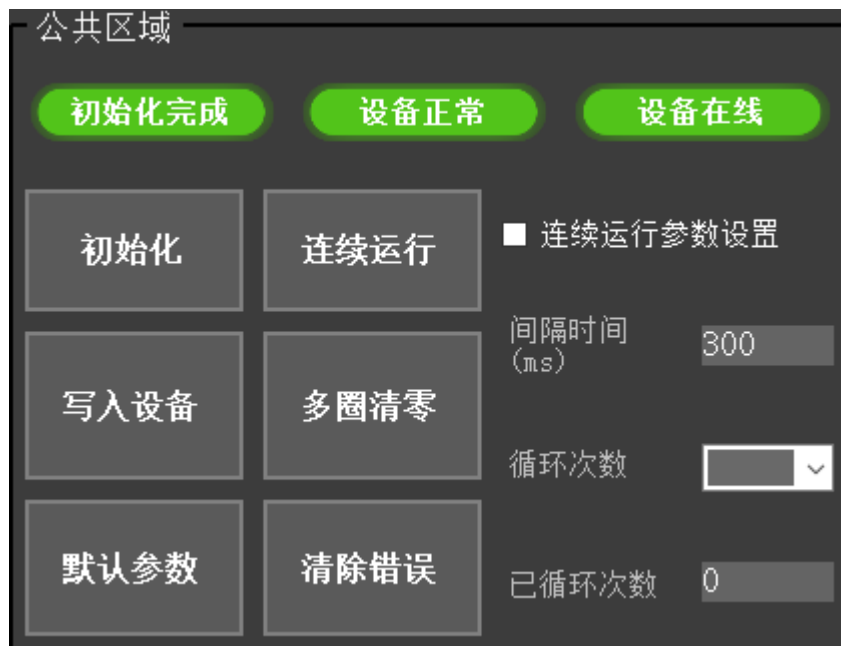 公共区域
初始化完成
设备正常
设备在线
初始化
连续运行
连续运行参数设置
间隔时间
(ms)
300
写入设备
多圈清零
循环次数
默认参数
清除错误
已循环次数
0